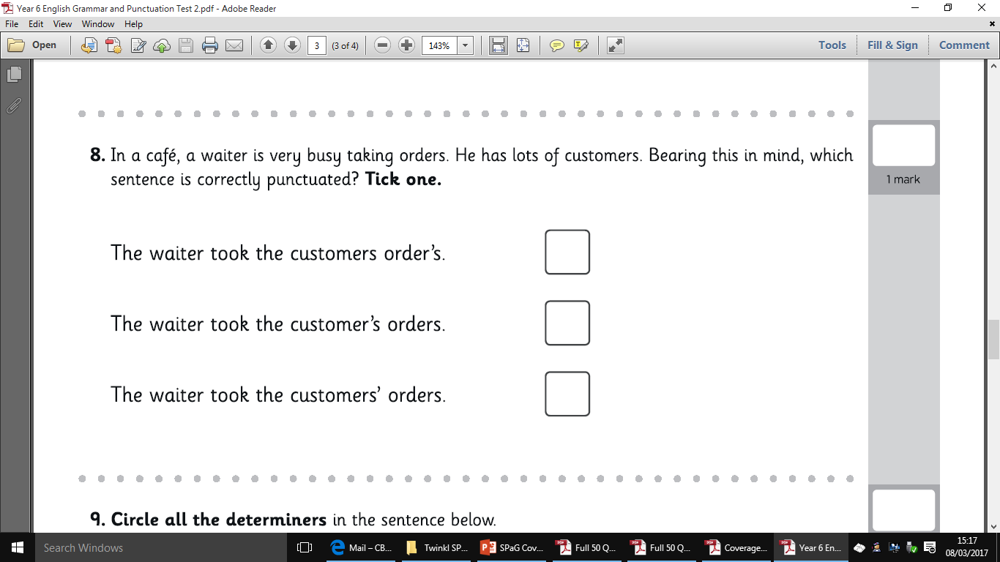 Year 6 English Grammar and Punctuation Test 2.pdf - Adobe Reader
File Edit View Window Help
Open 3 (3 of 4) 143% Tools Fill & Sign Comment
8. In a café, a waiter is very busy taking orders. He has lots of customers. Bearing this in mind, which
sentence is correctly punctuated? Tick one.
1 mark
The waiter took the customers order’s.
The waiter took the customer’s orders.
The waiter took the customers’ orders.
9. Circle all the determiners in the sentence below.
Search Windows
Mail – CB...
Twinkl SP...
SPaG Cov...
Full 50 Q...
Full 50 Q...
Coverage...
Year 6 En...
15:17
08/03/2017